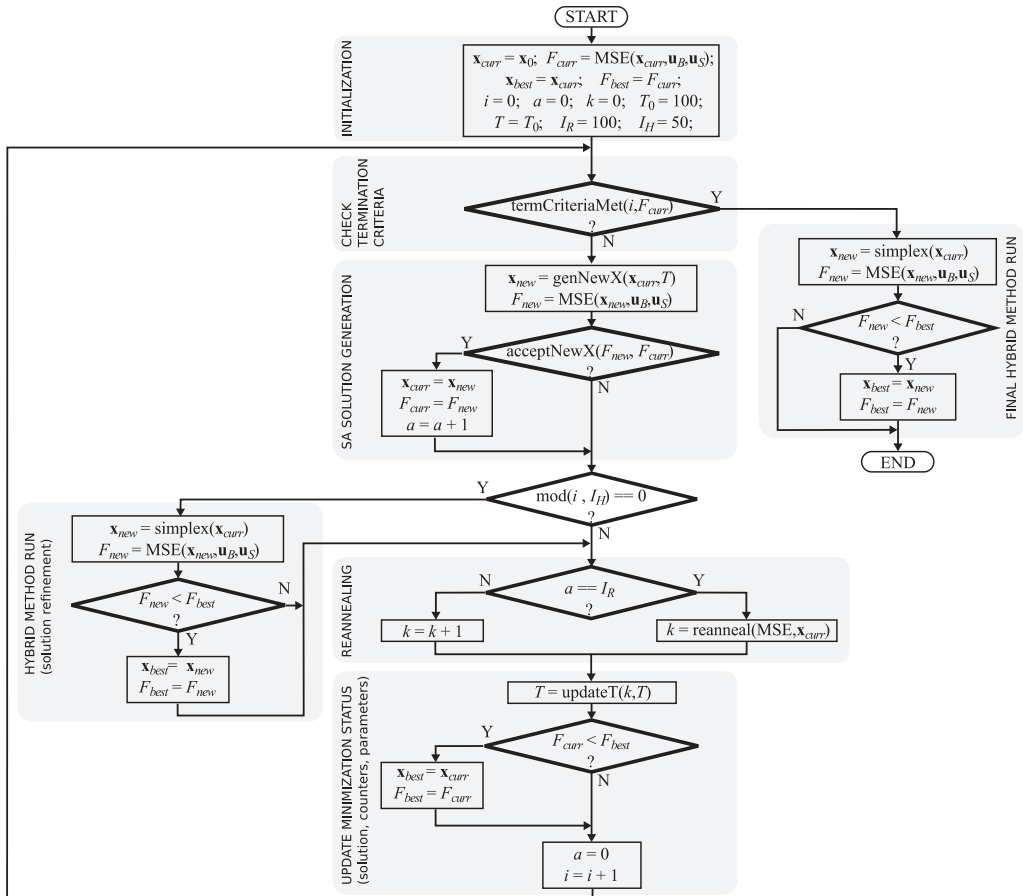 START
INITIALIZATION
x_curr = x_0; F_curr = MSE(x_curr,u_B,u_S);
x_best = x_curr; F_best = F_curr;
i = 0; a = 0; k = 0; T_0 = 100;
T = T_0; I_R = 100; I_H = 50;
CHECK
TERMINATION
CRITERIA
termCriteriaMet(i,F_curr)
?
Y
N
SA SOLUTION GENERATION
x_new = genNewX(x_curr,T)
F_new = MSE(x_new,u_B,u_S)
acceptNewX(F_new, F_curr)
?
Y
N
x_curr = x_new
F_curr = F_new
a = a + 1
FINAL HYBRID METHOD RUN
x_new = simplex(x_curr)
F_new = MSE(x_new,u_B,u_S)
F_new < F_best
?
N
Y
x_best = x_new
F_best = F_new
END
mod(i , I_H) == 0
?
Y
N
HYBRID METHOD RUN
(solution refinement)
x_new = simplex(x_curr)
F_new = MSE(x_new,u_B,u_S)
F_new < F_best
?
N
Y
x_best = x_new
F_best = F_new
REANNEALING
a == I_R
?
N
Y
k = k + 1
k = reanneal(MSE,x_curr)
UPDATE MINIMIZATION STATUS
(solution, counters, parameters)
T = updateT(k,T)
F_curr < F_best
?
Y
N
x_best = x_curr
F_best = F_curr
a = 0
i = i + 1